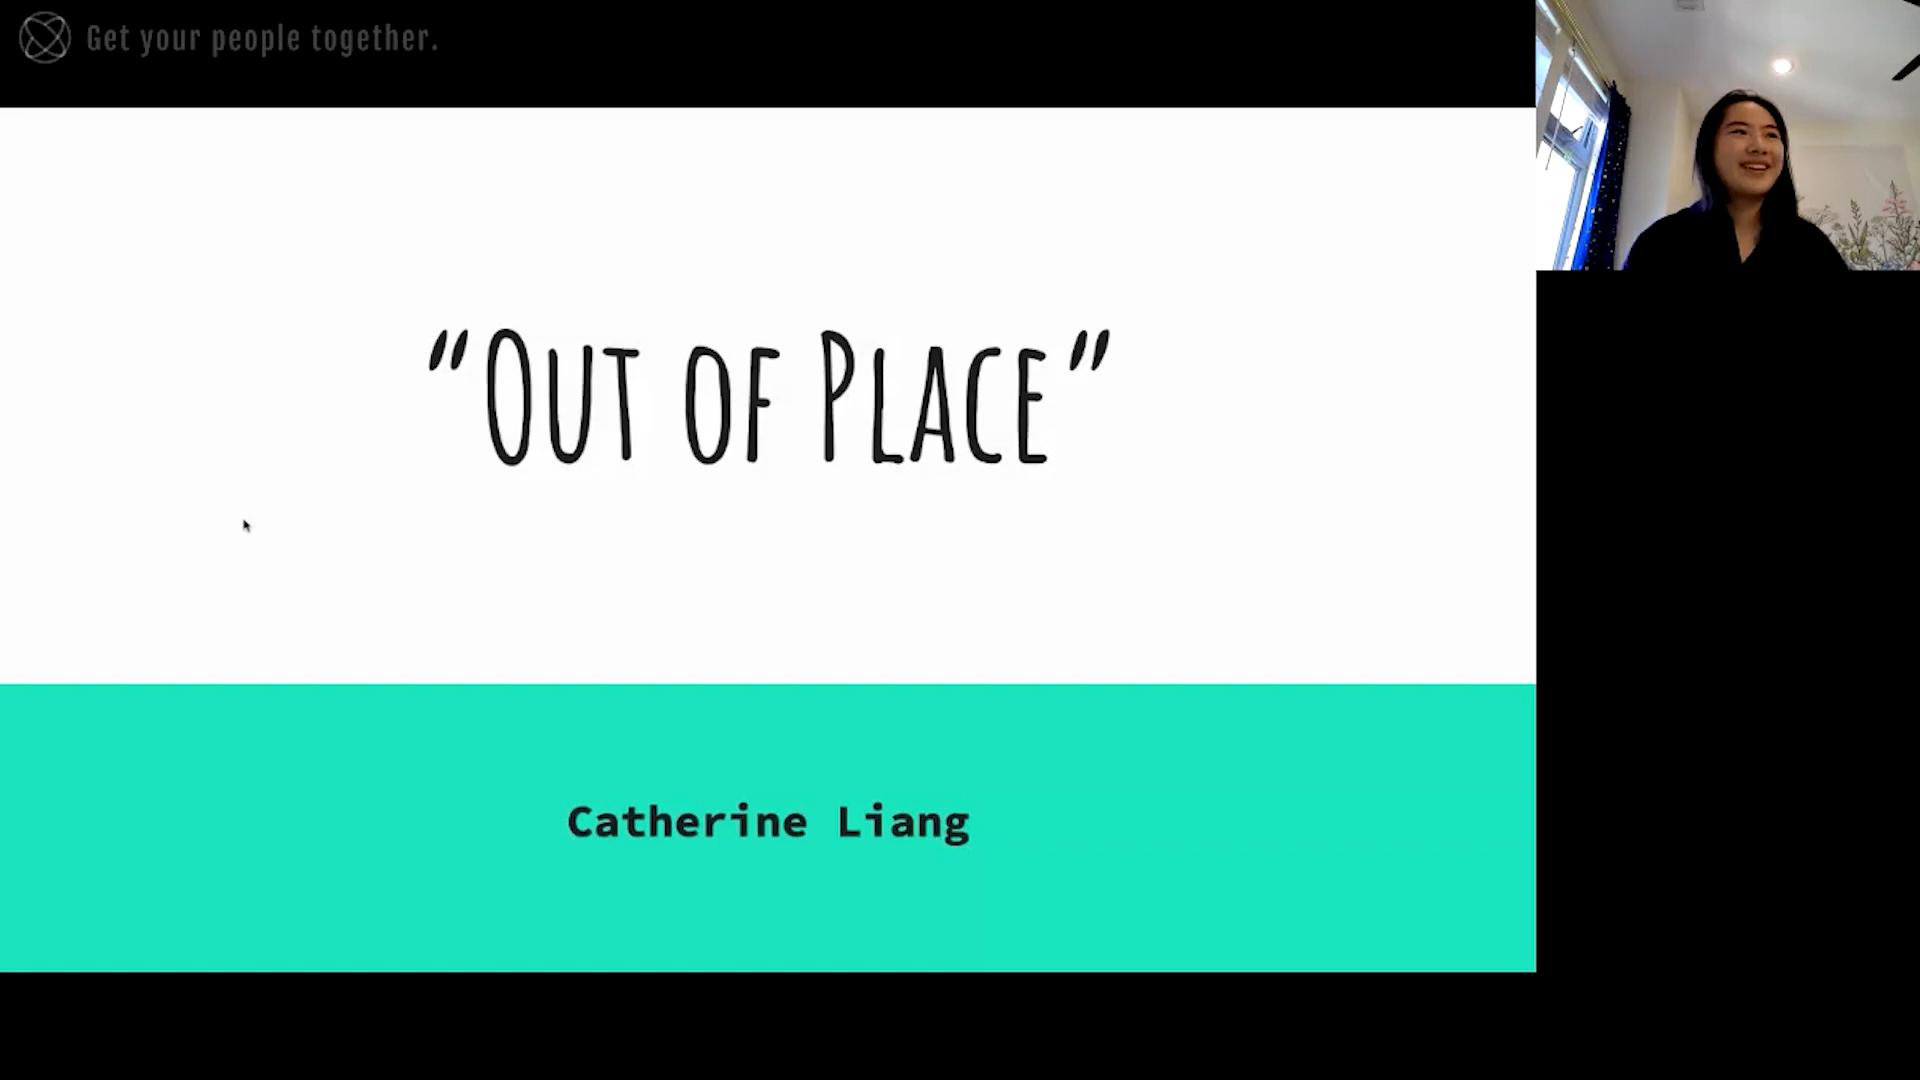 Get your people together.
“Out of Place”
Catherine Liang